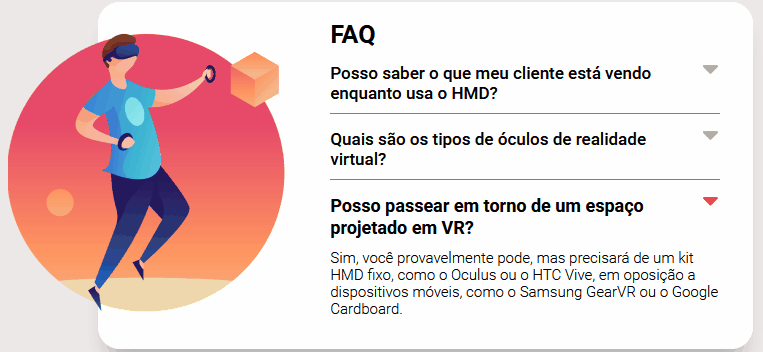 FAQ
Posso saber o que meu cliente está vendo
enquanto usa o HMD?
Quais são os tipos de óculos de realidade
virtual?
Posso passear em torno de um espaço
projetado em VR?
Sim, você provavelmente pode, mas precisará de um kit
HMD fixo, como o Oculus ou o HTC Vive, em oposição a
dispositivos móveis, como o Samsung GearVR ou o Google
Cardboard.